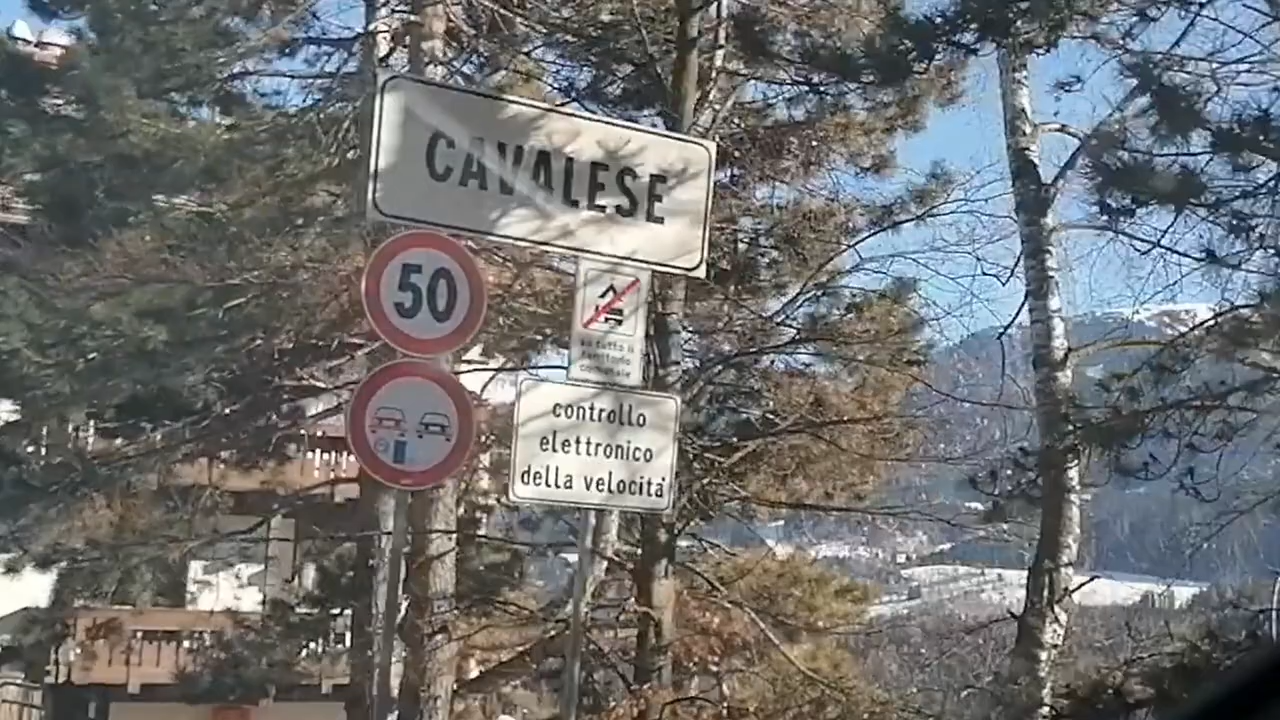 CAVALESE
50
su tutto il
territorio
comunale
controllo
elettronico
della velocità